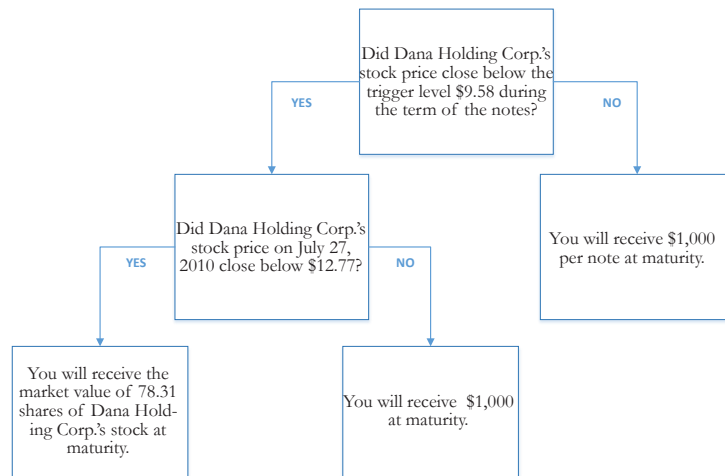 Did Dana Holding Corp.'s
stock price close below the
trigger level $9.58 during
the term of the notes?
YES
NO
Did Dana Holding Corp.'s
stock price on July 27,
2010 close below $12.77?
You will receive $1,000
per note at maturity.
YES
NO
You will receive the
market value of 78.31
shares of Dana Hold-
ing Corp.'s stock at
maturity.
You will receive $1,000
at maturity.